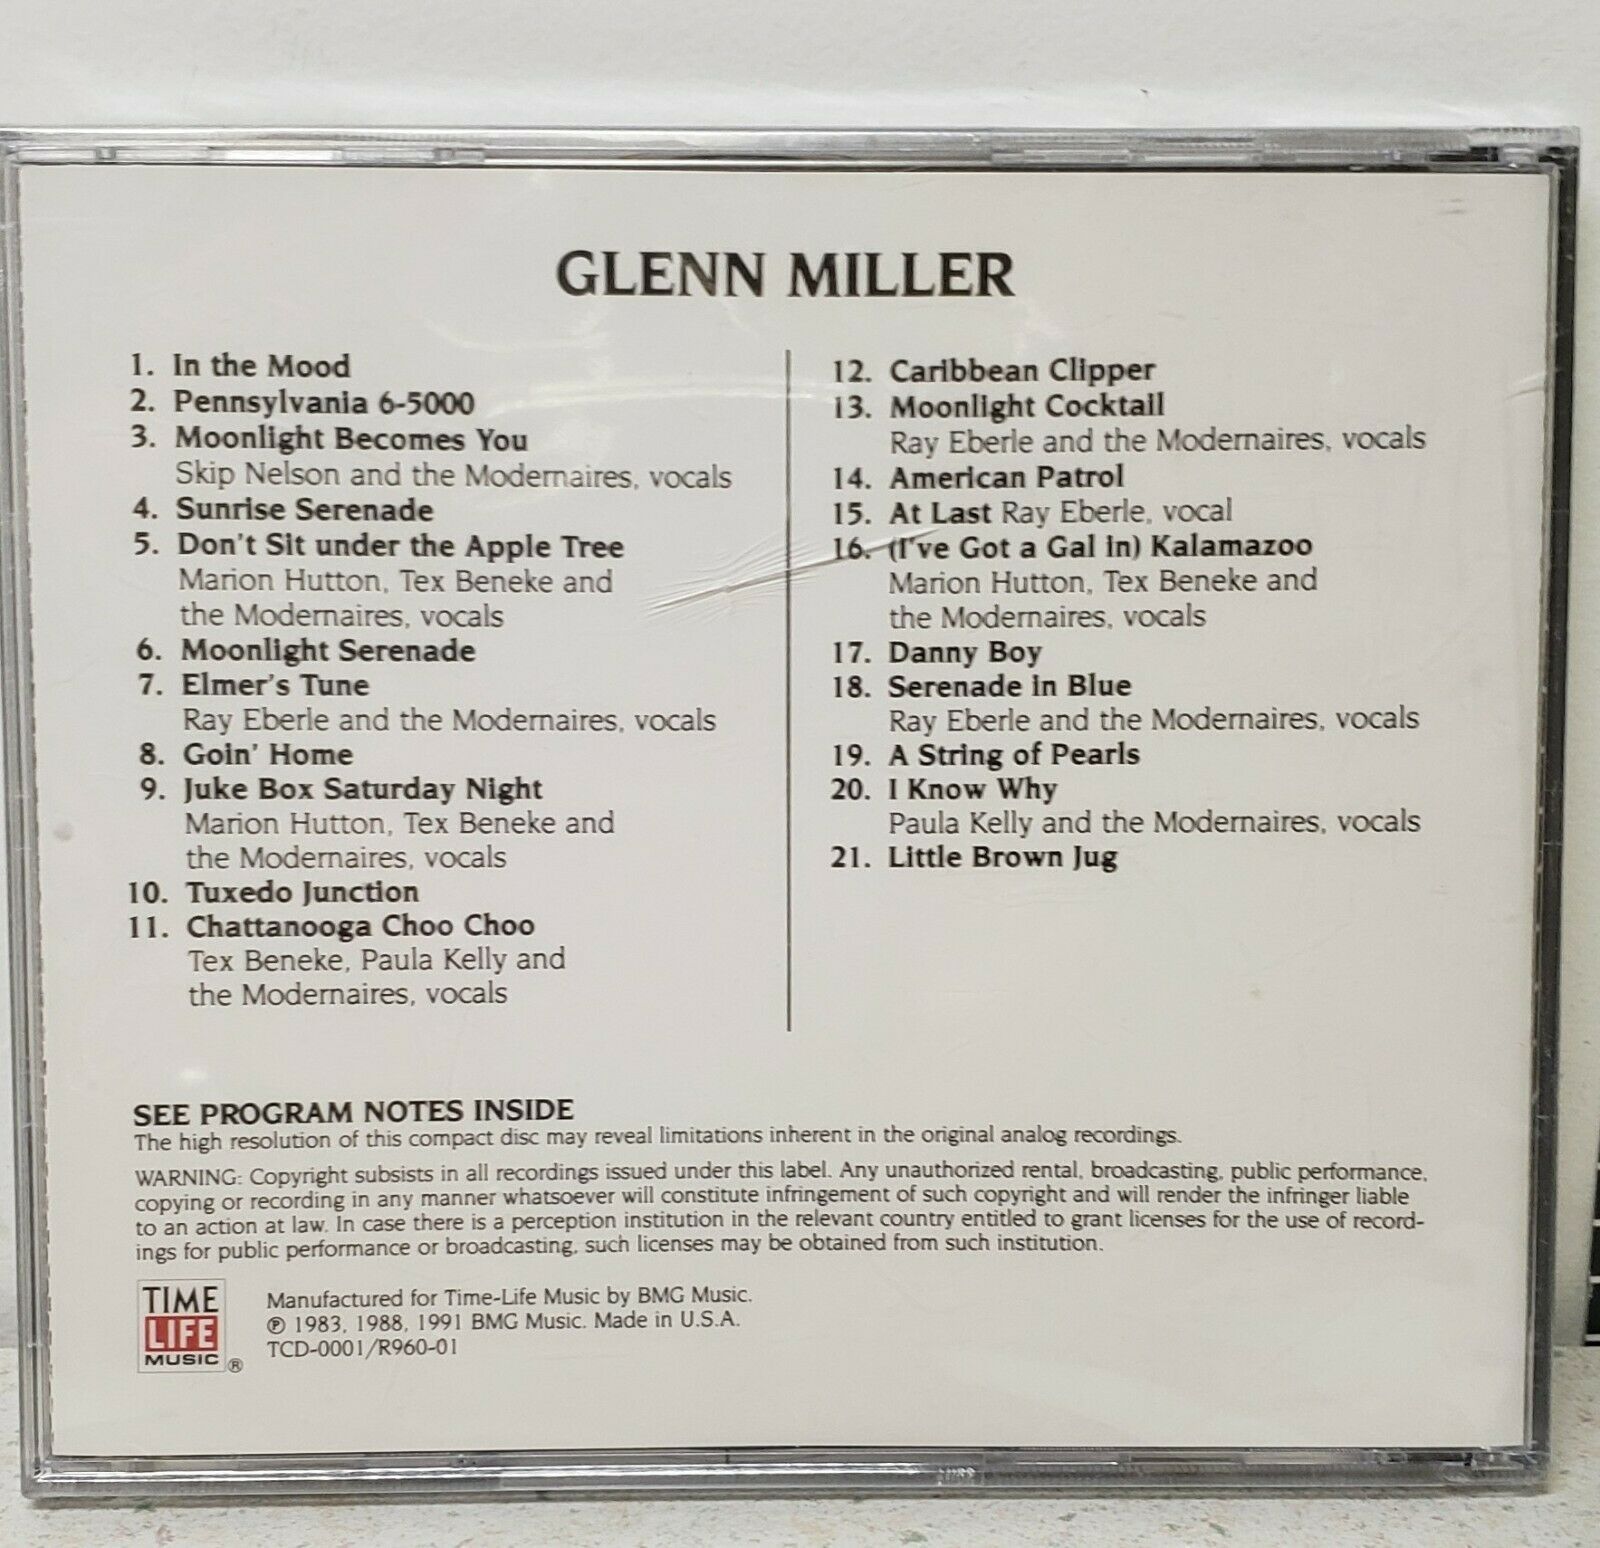 GLENN MILLER
1. In the Mood
2. Pennsylvania 6-5000
3. Moonlight Becomes You
Skip Nelson and the Modernaires, vocals
4. Sunrise Serenade
5. Don't Sit under the Apple Tree
Marion Hutton, Tex Beneke and
the Modernaires, vocals
6. Moonlight Serenade
7. Elmer's Tune
Ray Eberle and the Modernaires, vocals
8. Goin' Home
9. Juke Box Saturday Night
Marion Hutton, Tex Beneke and
the Modernaires, vocals
10. Tuxedo Junction
11. Chattanooga Choo Choo
Tex Beneke, Paula Kelly and
the Modernaires, vocals
12. Caribbean Clipper
13. Moonlight Cocktail
Ray Eberle and the Modernaires, vocals
14. American Patrol
15. At Last Ray Eberle, vocal
16. (I've Got a Gal in) Kalamazoo
Marion Hutton, Tex Beneke and
the Modernaires, vocals
17. Danny Boy
18. Serenade in Blue
Ray Eberle and the Modernaires, vocals
19. A String of Pearls
20. I Know Why
Paula Kelly and the Modernaires, vocals
21. Little Brown Jug
SEE PROGRAM NOTES INSIDE
The high resolution of this compact disc may reveal limitations inherent in the original analog recordings.
WARNING: Copyright subsists in all recordings issued under this label. Any unauthorized rental, broadcasting, public performance,
copying or recording in any manner whatsoever will constitute infringement of such copyright and will render the infringer liable
to an action at law. In case there is a perception institution in the relevant country entitled to grant licenses for the use of record-
ings for public performance or broadcasting, such licenses may be obtained from such institution.
TIME
LIFE
MUSIC ®
Manufactured for Time-Life Music by BMG Music.
℗ 1983, 1988, 1991 BMG Music. Made in U.S.A.
TCD-0001/R960-01